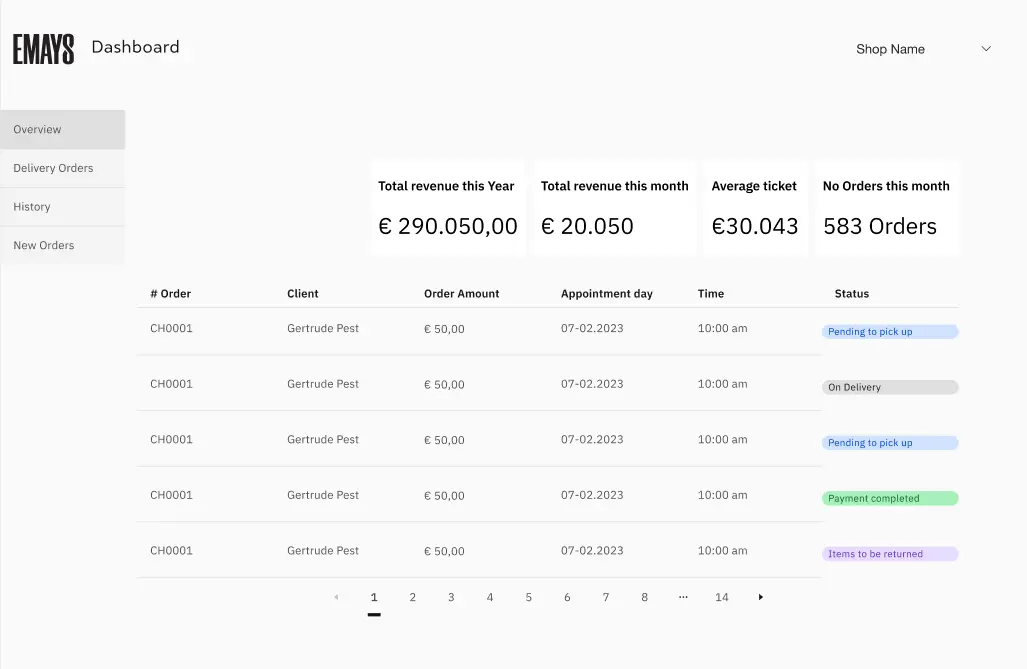 EMAYS Dashboard Shop Name
Overview
Delivery Orders
History
New Orders
Total revenue this Year Total revenue this month Average ticket No Orders this month
€ 290.050,00 € 20.050 €30.043 583 Orders
# Order Client Order Amount Appointment day Time Status
CH0001 Gertrude Pest € 50,00 07-02.2023 10:00 am Pending to pick up
CH0001 Gertrude Pest € 50,00 07-02.2023 10:00 am On Delivery
CH0001 Gertrude Pest € 50,00 07-02.2023 10:00 am Pending to pick up
CH0001 Gertrude Pest € 50,00 07-02.2023 10:00 am Payment completed
CH0001 Gertrude Pest € 50,00 07-02.2023 10:00 am Items to be returned
1 2 3 4 5 6 7 8 ... 14